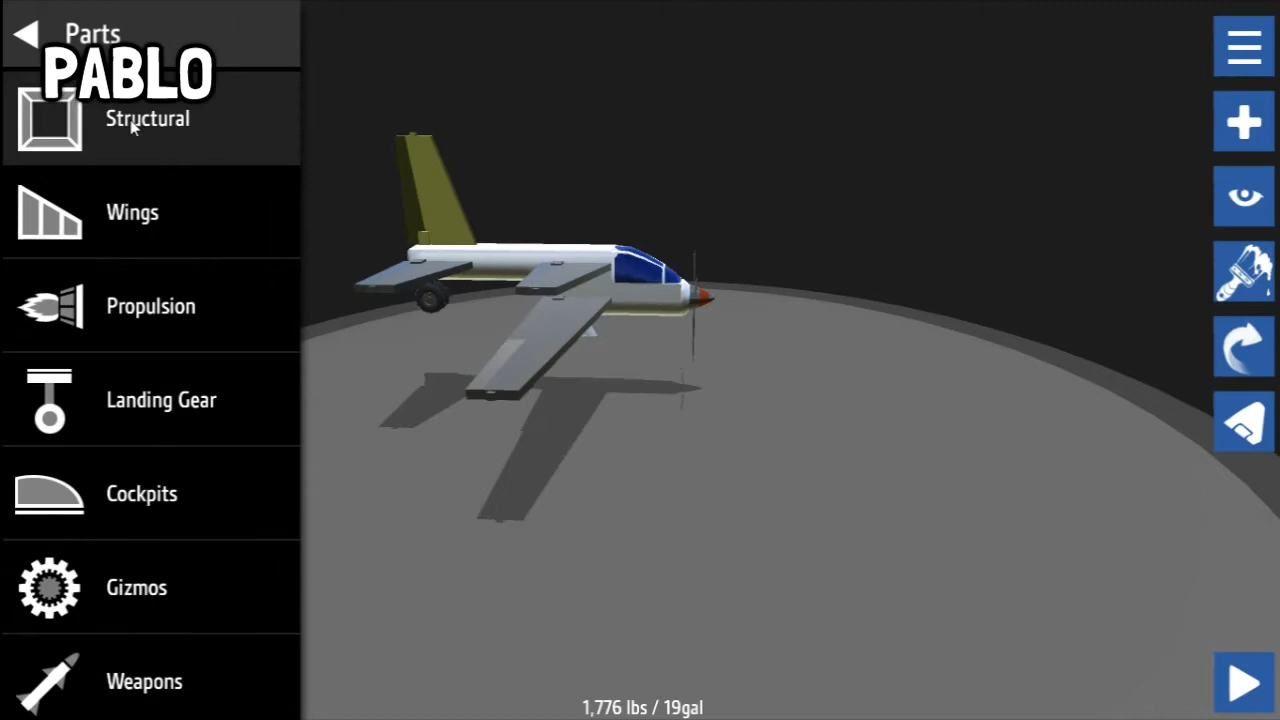 Parts
PABLO
Structural
Wings
Propulsion
Landing Gear
Cockpits
Gizmos
Weapons
1,776 lbs / 19gal